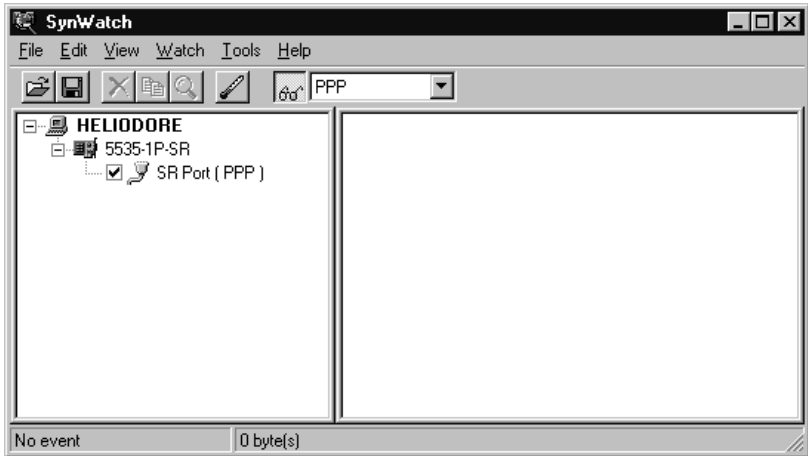 SynWatch
File Edit View Watch Tools Help
PPP
HELIODORE
5535-1P-SR
SR Port ( PPP )
No event 0 byte(s)